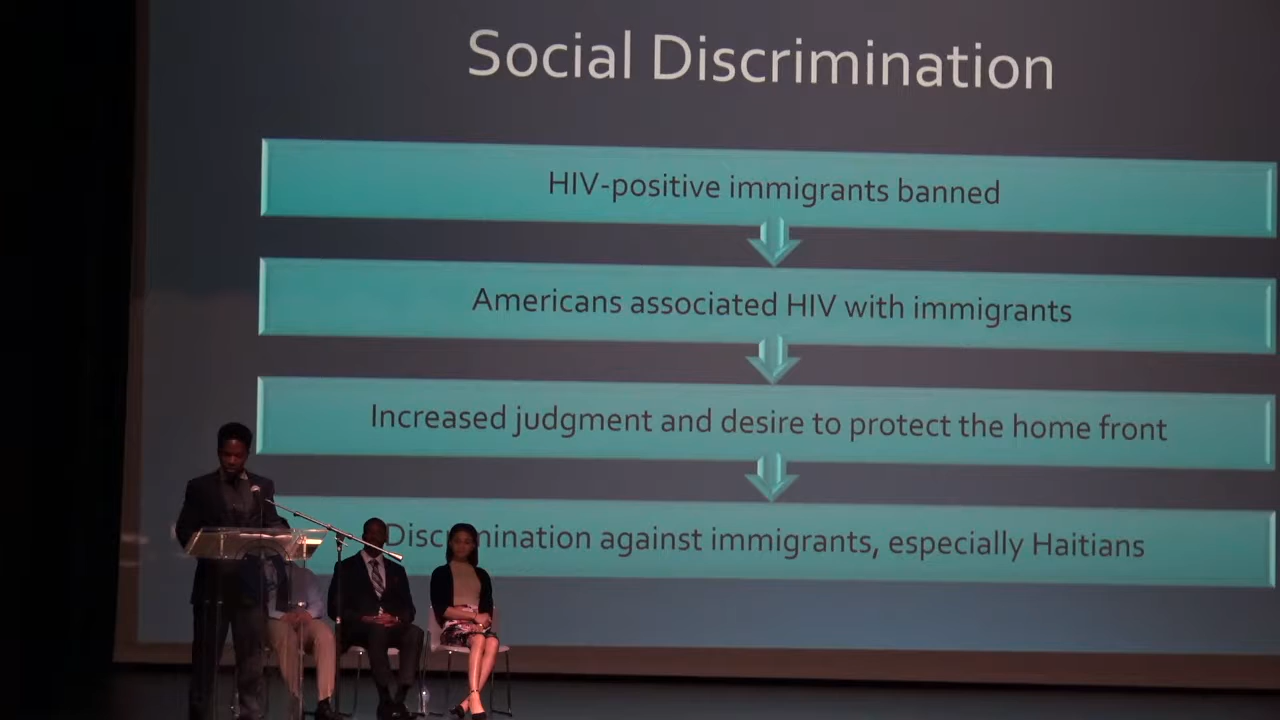 Social Discrimination
HIV-positive immigrants banned
Americans associated HIV with immigrants
Increased judgment and desire to protect the home front
Discrimination against immigrants, especially Haitians